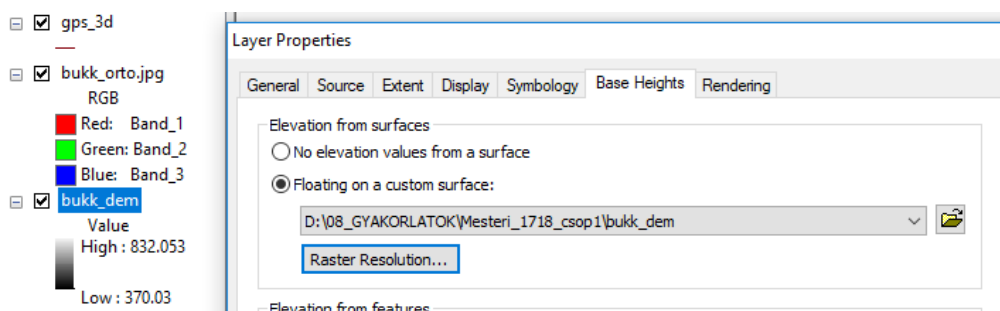 gps_3d
bukk_orto.jpg
RGB
Red: Band_1
Green: Band_2
Blue: Band_3
bukk_dem
Value
High : 832.053
Low : 370.03
Layer Properties
General Source Extent Display Symbology Base Heights Rendering
Elevation from surfaces
No elevation values from a surface
Floating on a custom surface:
D:\08_GYAKORLATOK\Mesteri_1718_csop1\bukk_dem
Raster Resolution...
Elevation from features